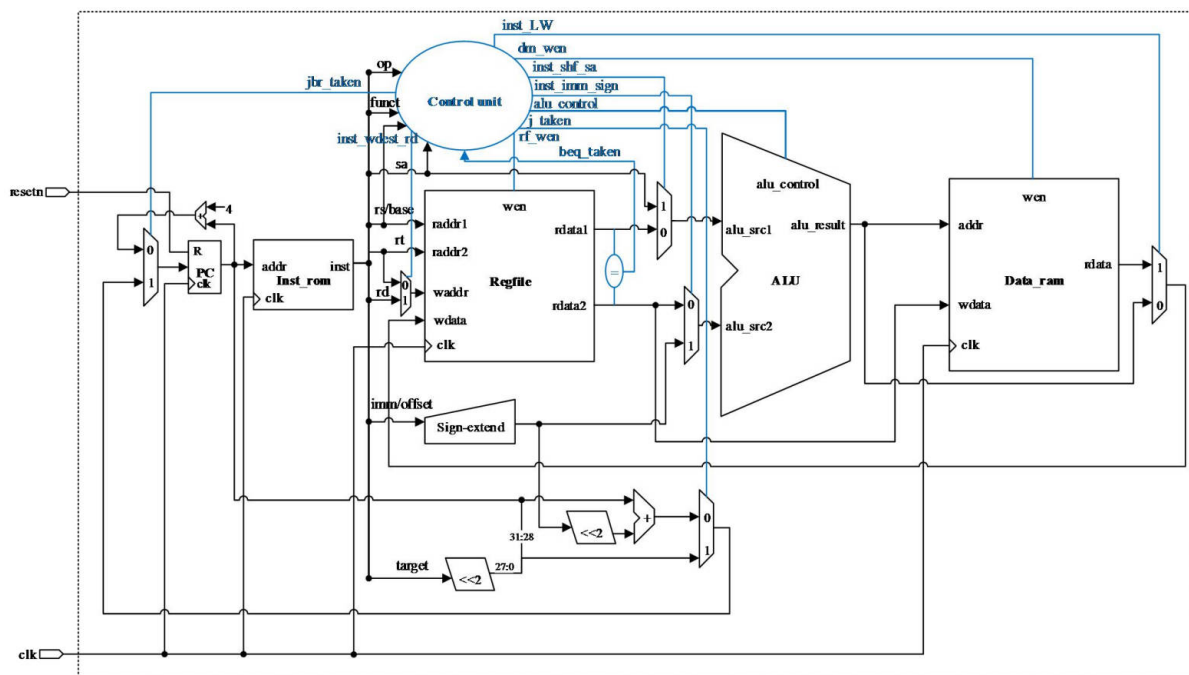 inst_LW
dm_wen
inst_shf_sa
inst_imm_sign
alu_control
j_taken
rf_wen
beq_taken
op
jbr_taken
funct
Control unit
inst_wdest_rd
sa
resetn
4
+
0
1
R
PC
clk
addr
inst
Inst_rom
clk
rs/base
rt
rd
0
1
wen
raddr1
raddr2
waddr
wdata
clk
Regfile
rdata1
rdata2
=
1
0
0
1
alu_control
alu_src1
alu_src2
alu_result
ALU
wen
addr
rdata
Data_ram
wdata
clk
1
0
imm/offset
Sign-extend
31:28
<<2
+
0
1
target
<<2
27:0
clk